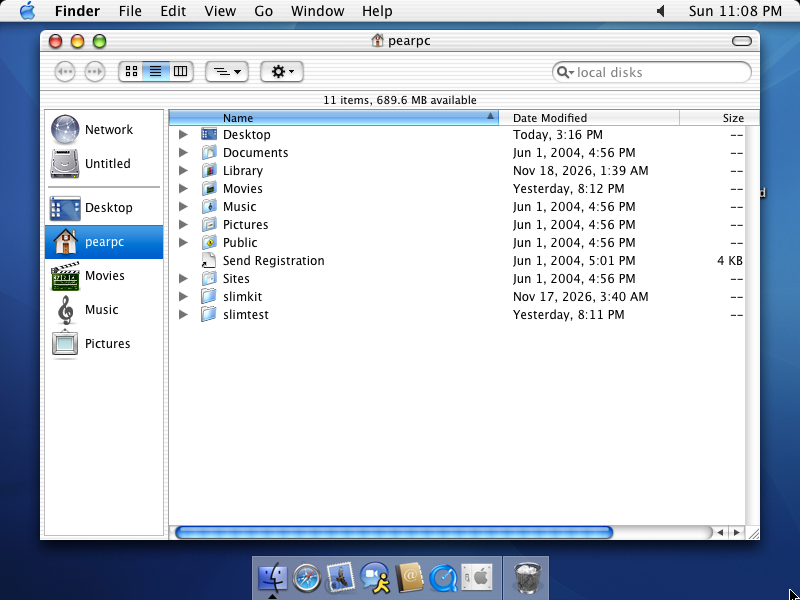 Finder File Edit View Go Window Help Sun 11:08 PM
pearpc
local disks
11 items, 689.6 MB available
Name Date Modified Size
Network
Untitled
Desktop
pearpc
Movies
Music
Pictures
Desktop Today, 3:16 PM --
Documents Jun 1, 2004, 4:56 PM --
Library Nov 18, 2026, 1:39 AM --
Movies Yesterday, 8:12 PM --
Music Jun 1, 2004, 4:56 PM --
Pictures Jun 1, 2004, 4:56 PM --
Public Jun 1, 2004, 4:56 PM --
Send Registration Jun 1, 2004, 5:01 PM 4 KB
Sites Jun 1, 2004, 4:56 PM --
slimkit Nov 17, 2026, 3:40 AM --
slimtest Yesterday, 8:11 PM --
d